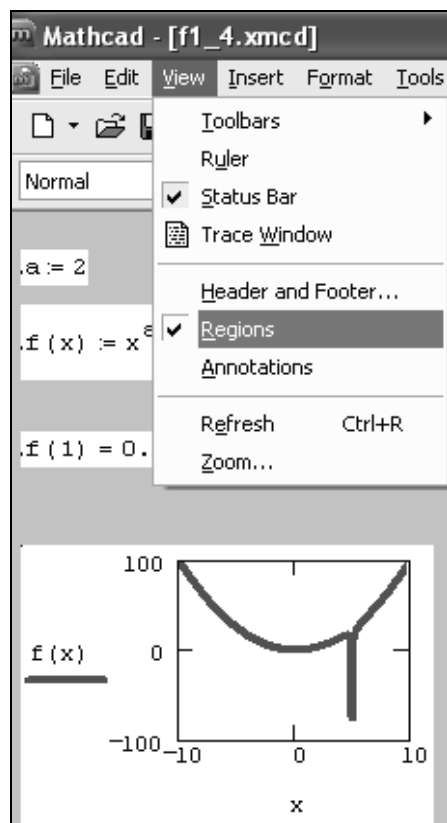 Mathcad - [f1_4.xmcd]
File Edit View Insert Format Tools
Normal
Toolbars
Ruler
Status Bar
Trace Window
Header and Footer...
Regions
Annotations
Refresh Ctrl+R
Zoom...
a := 2
f (x) := x^a
f (1) = 0.
100
f(x) 0
-100
-10 0 10
x